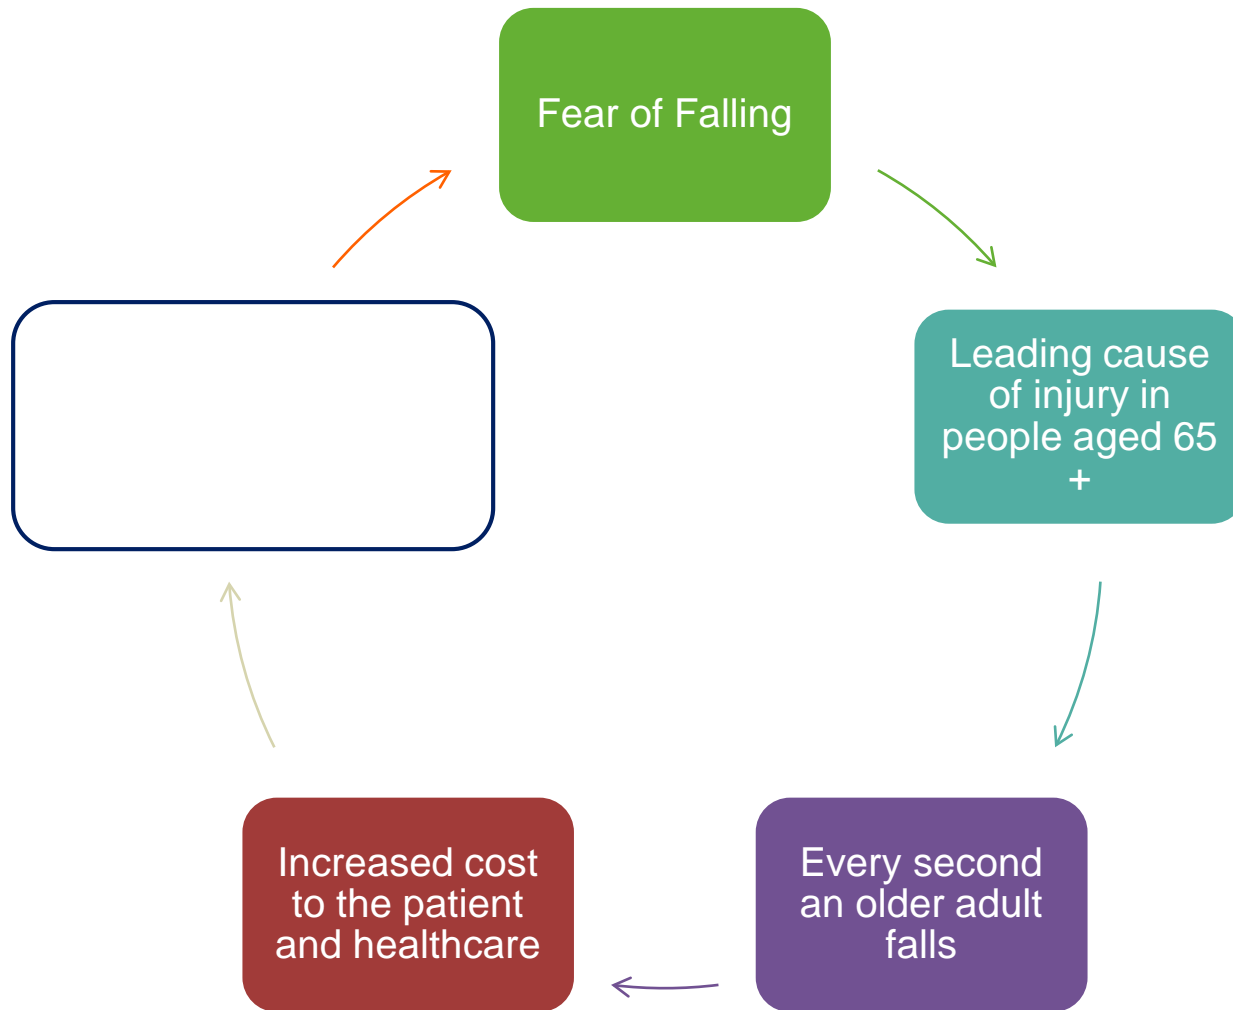 Fear of Falling
Leading cause
of injury in
people aged 65
+
Every second
an older adult
falls
Increased cost
to the patient
and healthcare